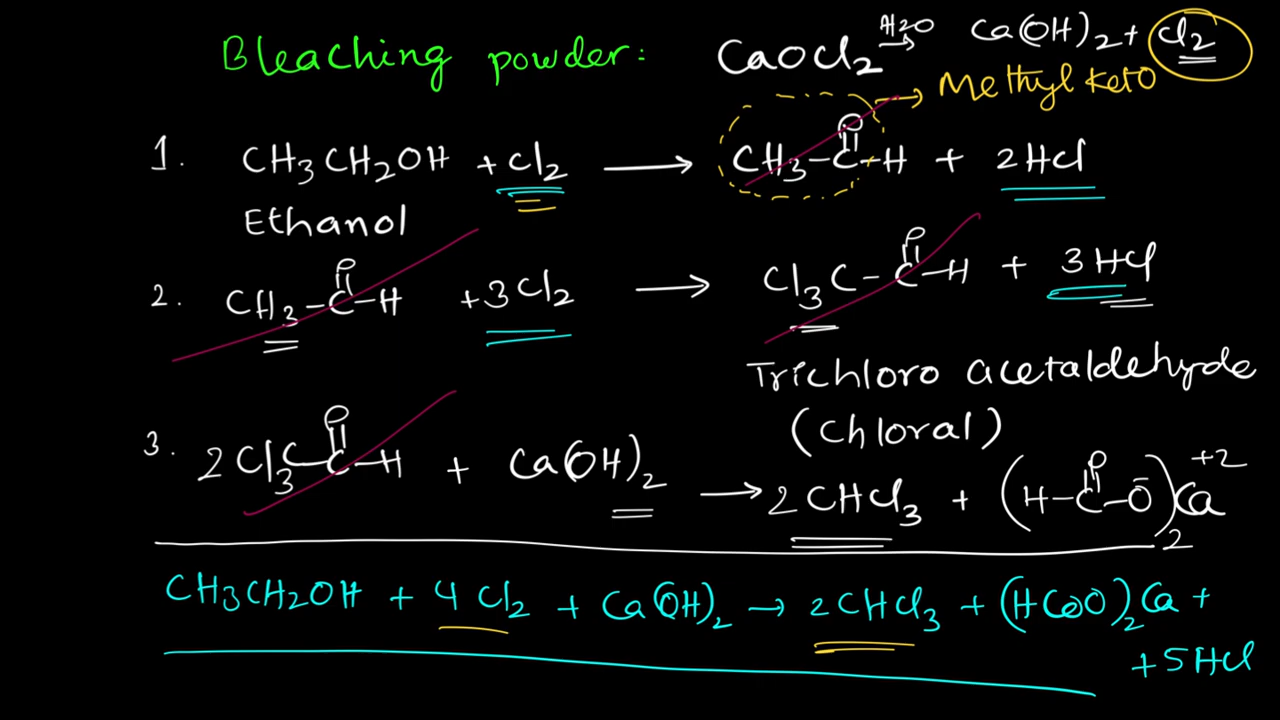 Bleaching powder: CaOCl2 H2O → Ca(OH)2 + Cl2
Methyl keto
1. CH3CH2OH + Cl2 → CH3-C-H + 2HCl
O
Ethanol
2. CH3-C-H + 3Cl2 → Cl3C-C-H + 3HCl
O O
Trichloro acetaldehyde
(Chloral)
3. 2Cl3C-C-H + Ca(OH)2 → 2CHCl3 + (H-C-Ō)2 Ca+2
O O
CH3CH2OH + 4Cl2 + Ca(OH)2 → 2CHCl3 + (HCOO)2Ca +
+5HCl